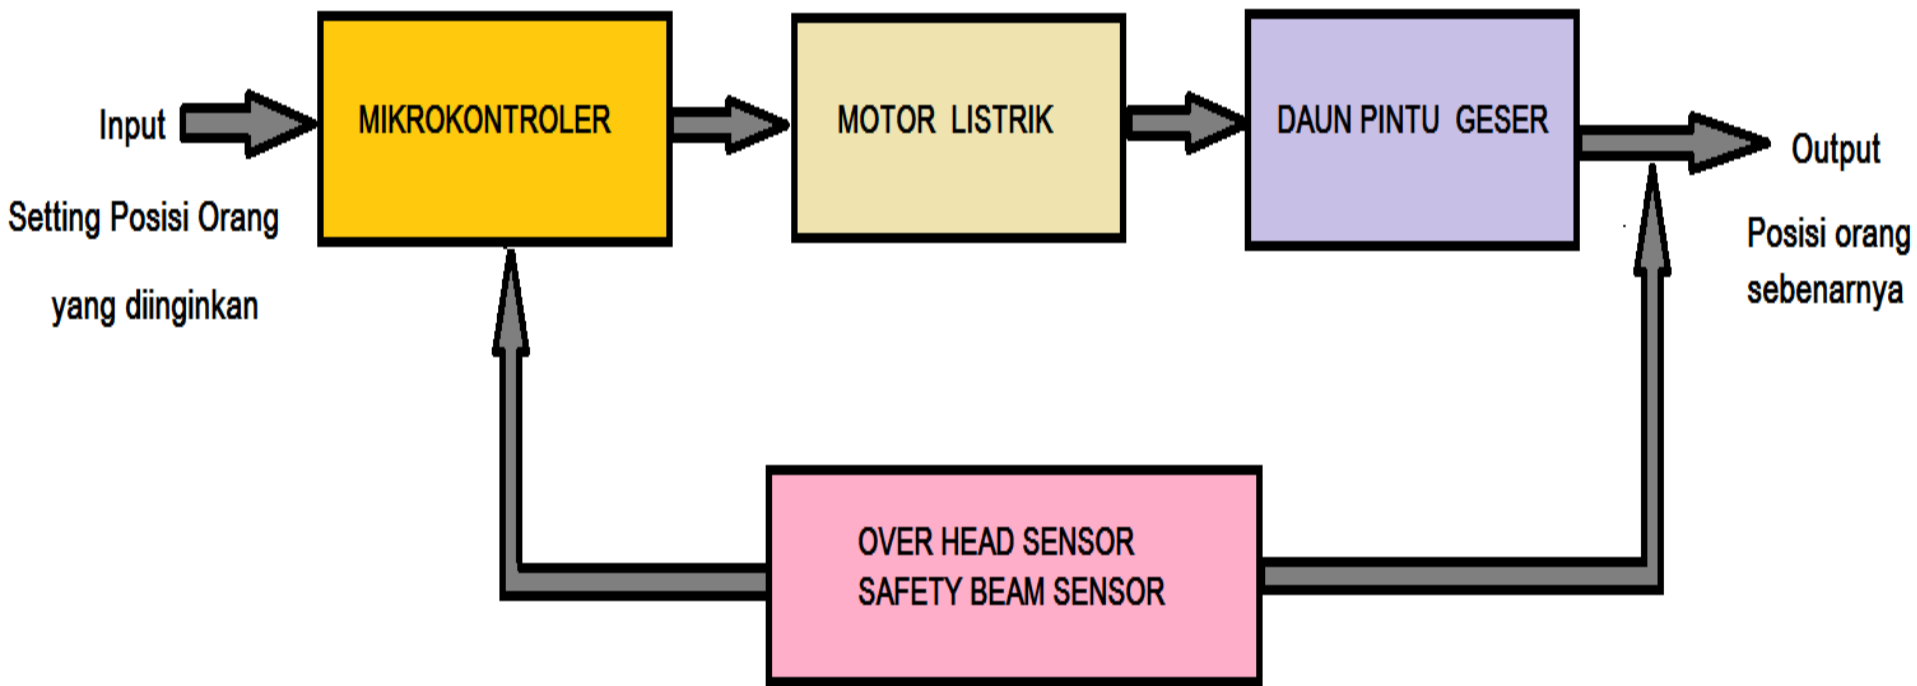 Input
Setting Posisi Orang
yang diinginkan
MIKROKONTROLER
MOTOR LISTRIK
DAUN PINTU GESER
Output
Posisi orang
sebenarnya
OVER HEAD SENSOR
SAFETY BEAM SENSOR